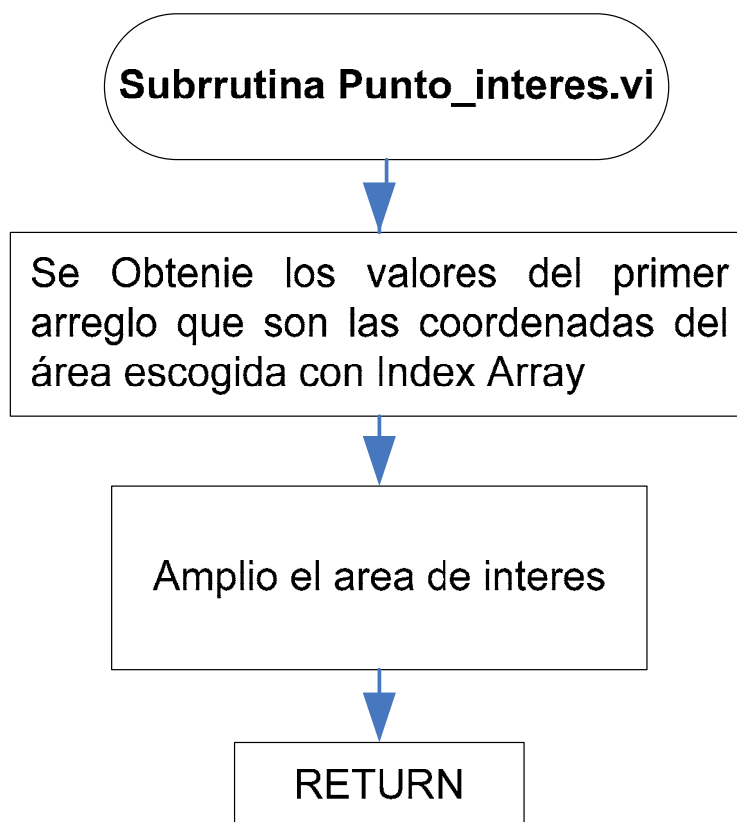 Subrrutina Punto_interes.vi
Se Obtenie los valores del primer
arreglo que son las coordenadas del
área escogida con Index Array
Amplio el area de interes
RETURN